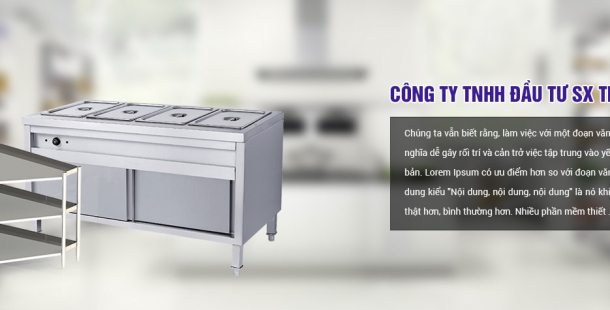 CÔNG TY TNHH ĐẦU TƯ SX
Chúng ta vẫn biết rằng, làm việc với một đoạn văn
nghĩa dễ gây rối trí và cản trở việc tập trung vào yế
bản. Lorem Ipsum có ưu điểm hơn so với đoạn văn
dung kiểu "Nội dung, nội dung, nội dung" là nó khi
thật hơn, bình thường hơn. Nhiều phần mềm thiết